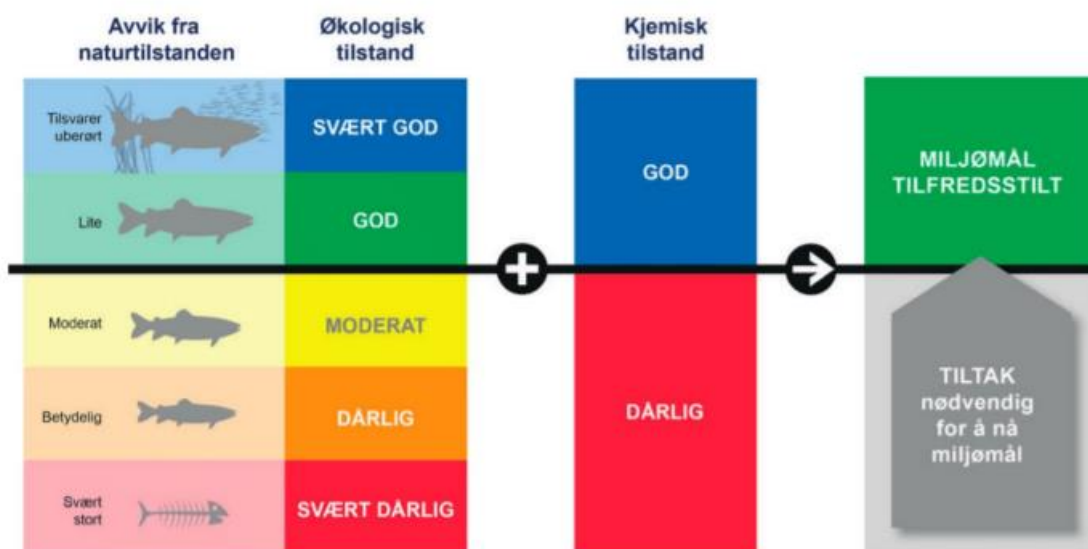 Avvik fra
naturtilstanden
Økologisk
tilstand
Kjemisk
tilstand
Tilsvarer
uberørt
SVÆRT GOD
Lite
GOD
GOD
MILJØMÅL
TILFREDSSTILT
Moderat
MODERAT
Betydelig
DÅRLIG
Svært
stort
SVÆRT DÅRLIG
DÅRLIG
TILTAK
nødvendig
for å nå
miljømål